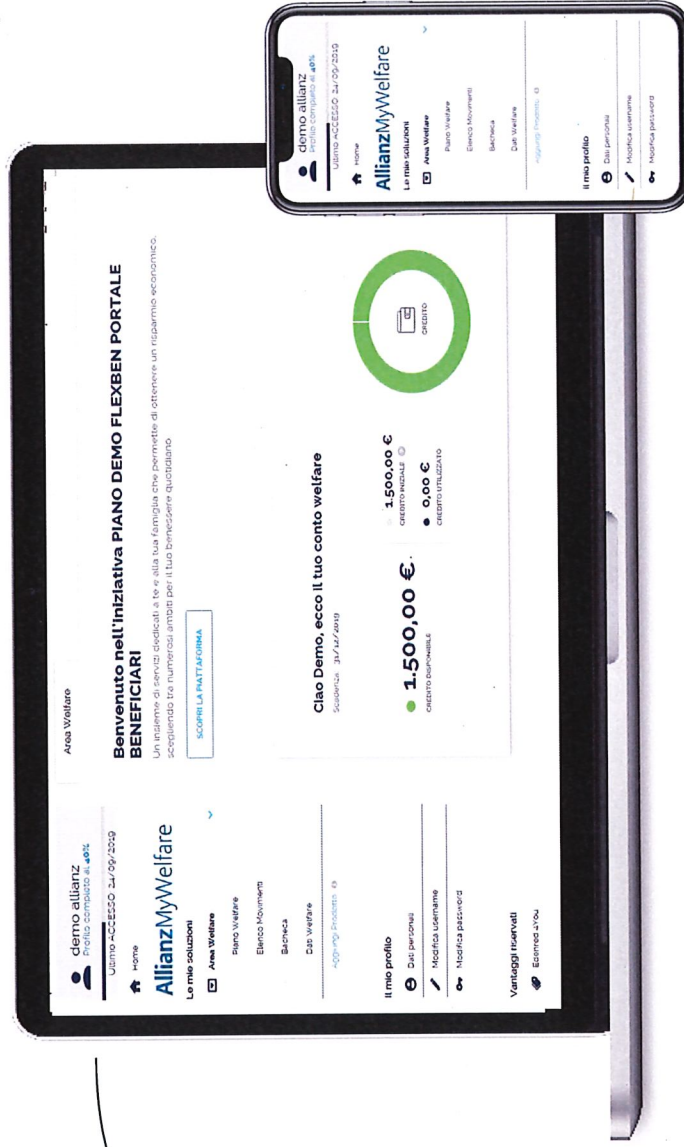 demo allianz
Profilo completo al 40%
Ultimo ACCESSO 24/09/2019
Home
AllianzMyWelfare
Le mie soluzioni
Area Welfare
Piano Welfare
Elenco Movimenti
Bacheca
Dati Welfare
Aggiungi Prodotto
Il mio profilo
Dati personali
Modifica username
Modifica password
Vantaggi riservati
Edenred 4You
Area Welfare
Benvenuto nell'Iniziativa PIANO DEMO FLEXBEN PORTALE
BENEFICIARI
Un insieme di servizi dedicati a te e alla tua famiglia che permette di ottenere un risparmio economico,
scegliendo tra numerosi ambiti per il tuo benessere quotidiano
SCOPRI LA PIATTAFORMA
Ciao Demo, ecco il tuo conto welfare
Scadenza 31/12/2019
1.500,00 €
CREDITO DISPONIBILE
1.500,00 €
CREDITO INIZIALE
0,00 €
CREDITO UTILIZZATO
CREDITO
demo allianz
Profilo completo al 40%
Ultimo ACCESSO 24/09/2019
Home
AllianzMyWelfare
Le mie soluzioni
Area Welfare
Piano Welfare
Elenco Movimenti
Bacheca
Dati Welfare
Aggiungi Prodotto
Il mio profilo
Dati personali
Modifica username
Modifica password